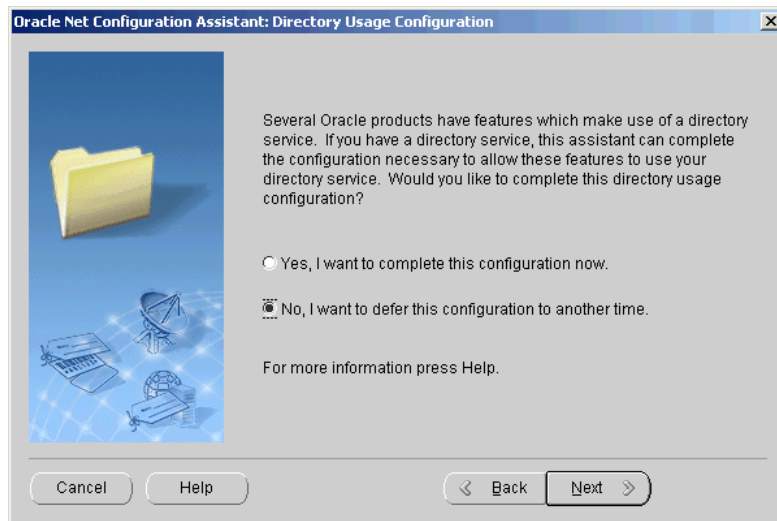 Oracle Net Configuration Assistant: Directory Usage Configuration
Several Oracle products have features which make use of a directory
service. If you have a directory service, this assistant can complete
the configuration necessary to allow these features to use your
directory service. Would you like to complete this directory usage
configuration?
Yes, I want to complete this configuration now.
No, I want to defer this configuration to another time.
For more information press Help.
Cancel Help Back Next